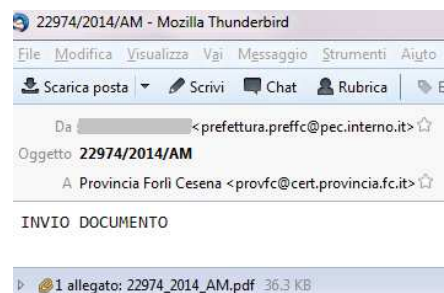 22974/2014/AM - Mozilla Thunderbird
File Modifica Visualizza Vai Messaggio Strumenti Aiuto
Scarica posta Scrivi Chat Rubrica E
Da <prefettura.preffc@pec.interno.it>
Oggetto 22974/2014/AM
A Provincia Forlì Cesena <provfc@cert.provincia.fc.it>
INVIO DOCUMENTO
1 allegato: 22974_2014_AM.pdf 36.3 KB